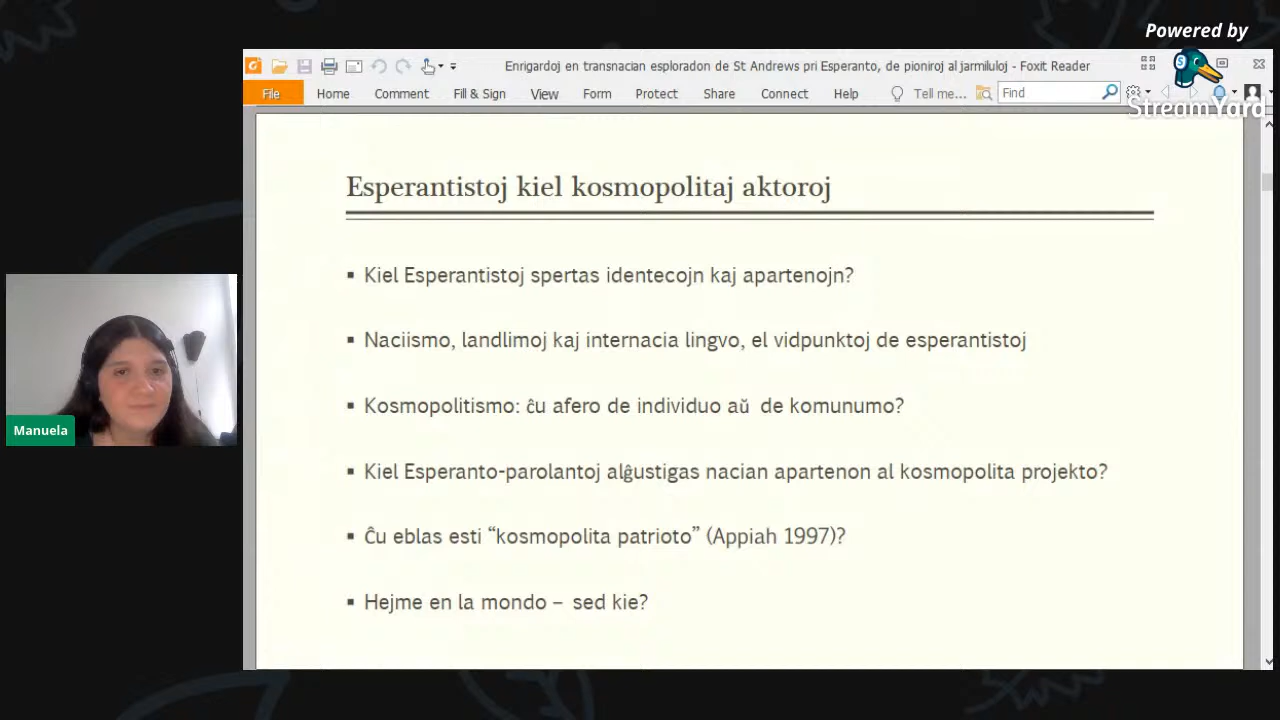 Powered by
StreamYard
Enrigardoj en transnacian esploradon de St Andrews pri Esperanto, de pioniroj al jarmiluloj - Foxit Reader
File Home Comment Fill & Sign View Form Protect Share Connect Help Tell me... Find
Esperantistoj kiel kosmopolitaj aktoroj
▪ Kiel Esperantistoj spertas identecojn kaj apartenojn?
▪ Naciismo, landlimoj kaj internacia lingvo, el vidpunktoj de esperantistoj
▪ Kosmopolitismo: ĉu afero de individuo aŭ de komunumo?
▪ Kiel Esperanto-parolantoj alĝustigas nacian apartenon al kosmopolita projekto?
▪ Ĉu eblas esti “kosmopolita patrioto” (Appiah 1997)?
▪ Hejme en la mondo – sed kie?
Manuela